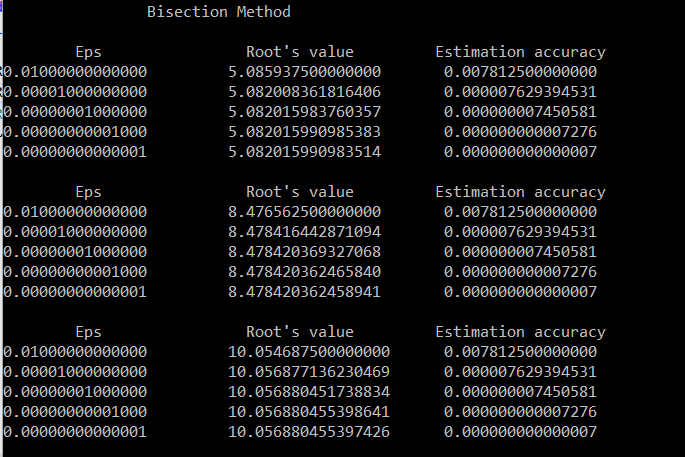 Bisection Method
Eps Root's value Estimation accuracy
0.01000000000000 5.085937500000000 0.007812500000000
0.00001000000000 5.082008361816406 0.000007629394531
0.00000001000000 5.082015983760357 0.000000007450581
0.00000000001000 5.082015990985383 0.000000000007276
0.00000000000001 5.082015990983514 0.000000000000007
Eps Root's value Estimation accuracy
0.01000000000000 8.476562500000000 0.007812500000000
0.00001000000000 8.478416442871094 0.000007629394531
0.00000001000000 8.478420369327068 0.000000007450581
0.00000000001000 8.478420362465840 0.000000000007276
0.00000000000001 8.478420362458941 0.000000000000007
Eps Root's value Estimation accuracy
0.01000000000000 10.054687500000000 0.007812500000000
0.00001000000000 10.056877136230469 0.000007629394531
0.00000001000000 10.056880451738834 0.000000007450581
0.00000000001000 10.056880455398641 0.000000000007276
0.00000000000001 10.056880455397426 0.000000000000007